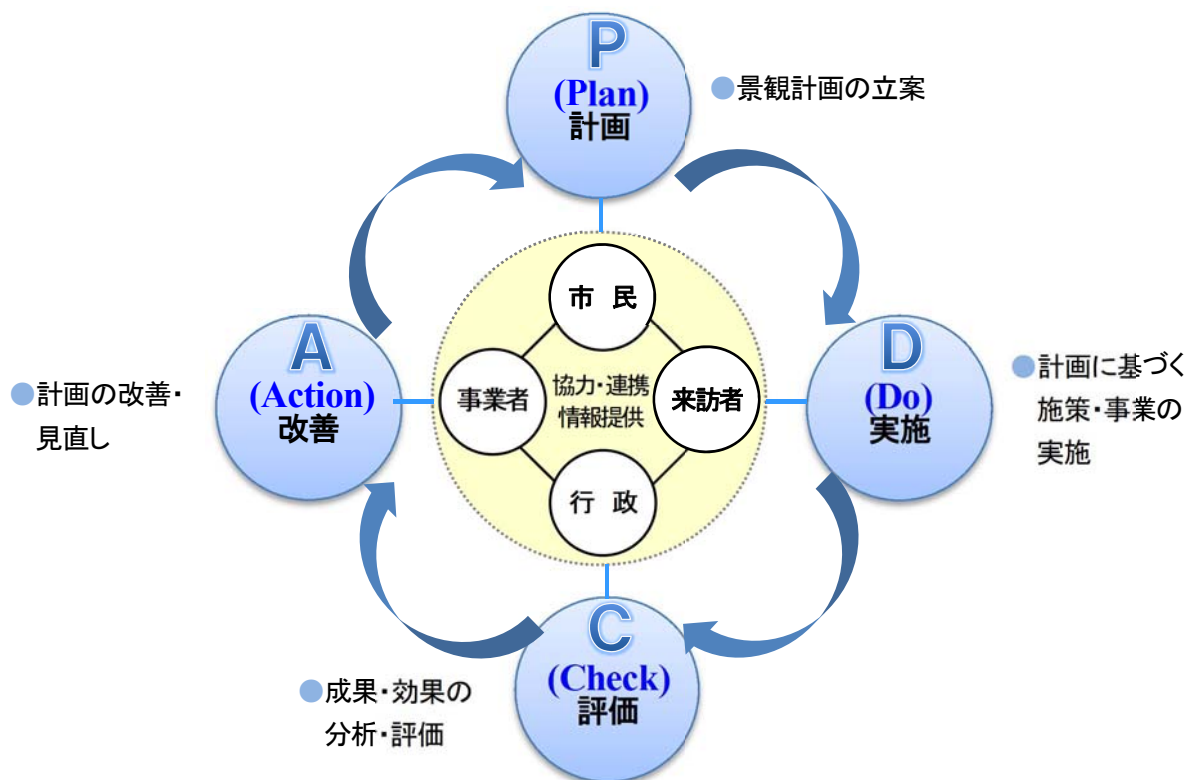 P
(Plan)
計画
●景観計画の立案
市 民
A
(Action)
改善
●計画の改善・
見直し
事業者
協力・連携
情報提供
来訪者
D
(Do)
実施
●計画に基づく
施策・事業の
実施
行 政
C
(Check)
評価
●成果・効果の
分析・評価